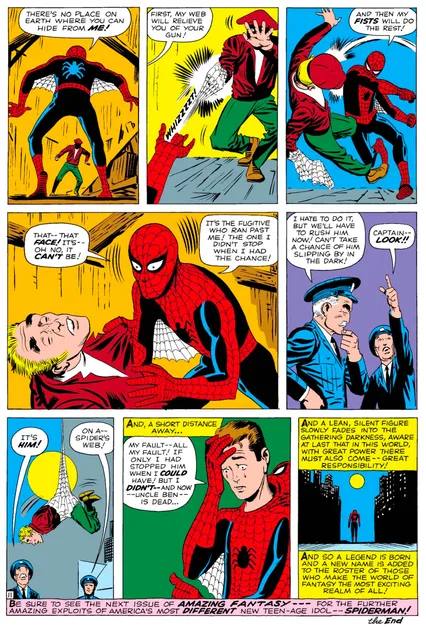 THERE'S NO PLACE ON
EARTH WHERE YOU CAN
HIDE FROM ME!
FIRST, MY WEB
WILL RELIEVE
YOU OF YOUR
GUN!
WHIZZZZT!
AND THEN MY
FISTS WILL DO
THE REST!
THAT--THAT
FACE! IT'S--
OH NO, IT
CAN'T BE!
IT'S THE FUGITIVE
WHO RAN PAST
ME! THE ONE I
DIDN'T STOP
WHEN I HAD
THE CHANCE!
I HATE TO DO IT,
BUT WE'LL HAVE
TO RUSH HIM
NOW! CAN'T TAKE
A CHANCE OF HIM
SLIPPING BY IN
THE DARK!
CAPTAIN--
LOOK!!
IT'S
HIM!
ON A--
SPIDER'S
WEB!
AND, A SHORT DISTANCE
AWAY...
MY FAULT--ALL
MY FAULT! IF
ONLY I HAD
STOPPED HIM
WHEN I COULD
HAVE! BUT I
DIDN'T--AND NOW
--UNCLE BEN--
IS DEAD...
AND A LEAN, SILENT FIGURE
SLOWLY FADES INTO THE
GATHERING DARKNESS, AWARE
AT LAST THAT IN THIS WORLD,
WITH GREAT POWER THERE
MUST ALSO COME--GREAT
RESPONSIBILITY!
AND SO A LEGEND IS BORN
AND A NEW NAME IS ADDED
TO THE ROSTER OF THOSE
WHO MAKE THE WORLD OF
FANTASY THE MOST EXCITING
REALM OF ALL!
11
BE SURE TO SEE THE NEXT ISSUE OF AMAZING FANTASY --- FOR THE FURTHER
AMAZING EXPLOITS OF AMERICA'S MOST DIFFERENT NEW TEEN-AGE IDOL--SPIDERMAN!
the End